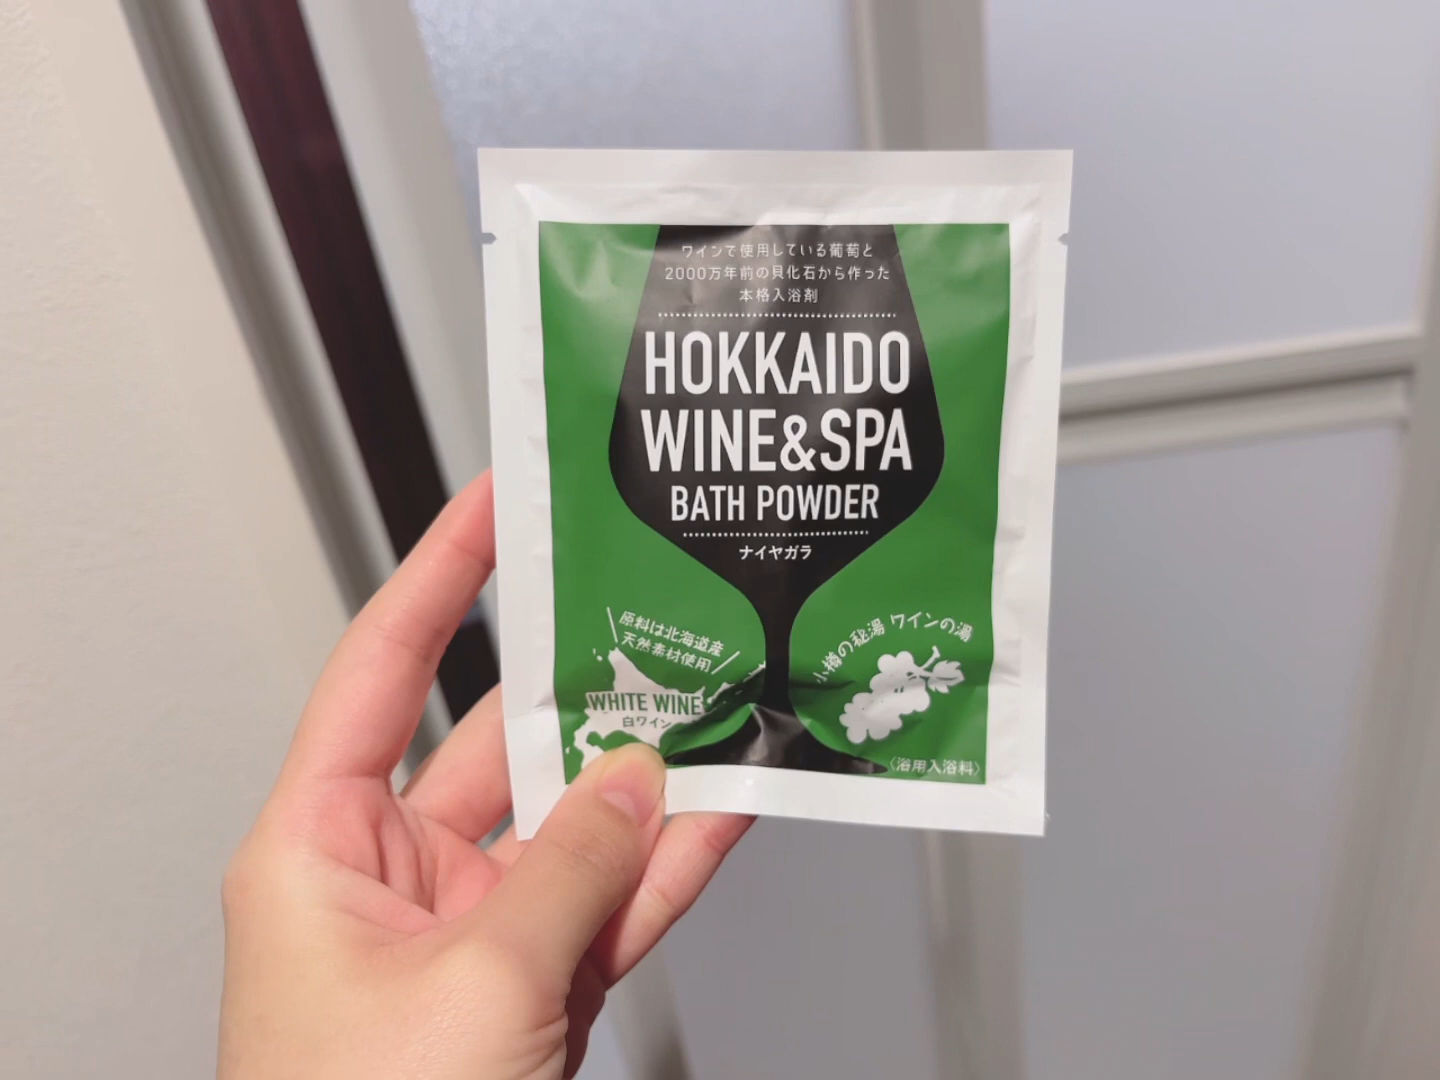 ワインで使用している葡萄と
2000万年前の貝化石から作った
本格入浴剤
HOKKAIDO
WINE&SPA
BATH POWDER
ナイヤガラ
原料は北海道産
天然素材使用
WHITE WINE
白ワイン
小樽の秘湯 ワインの湯
〈浴用入浴料〉